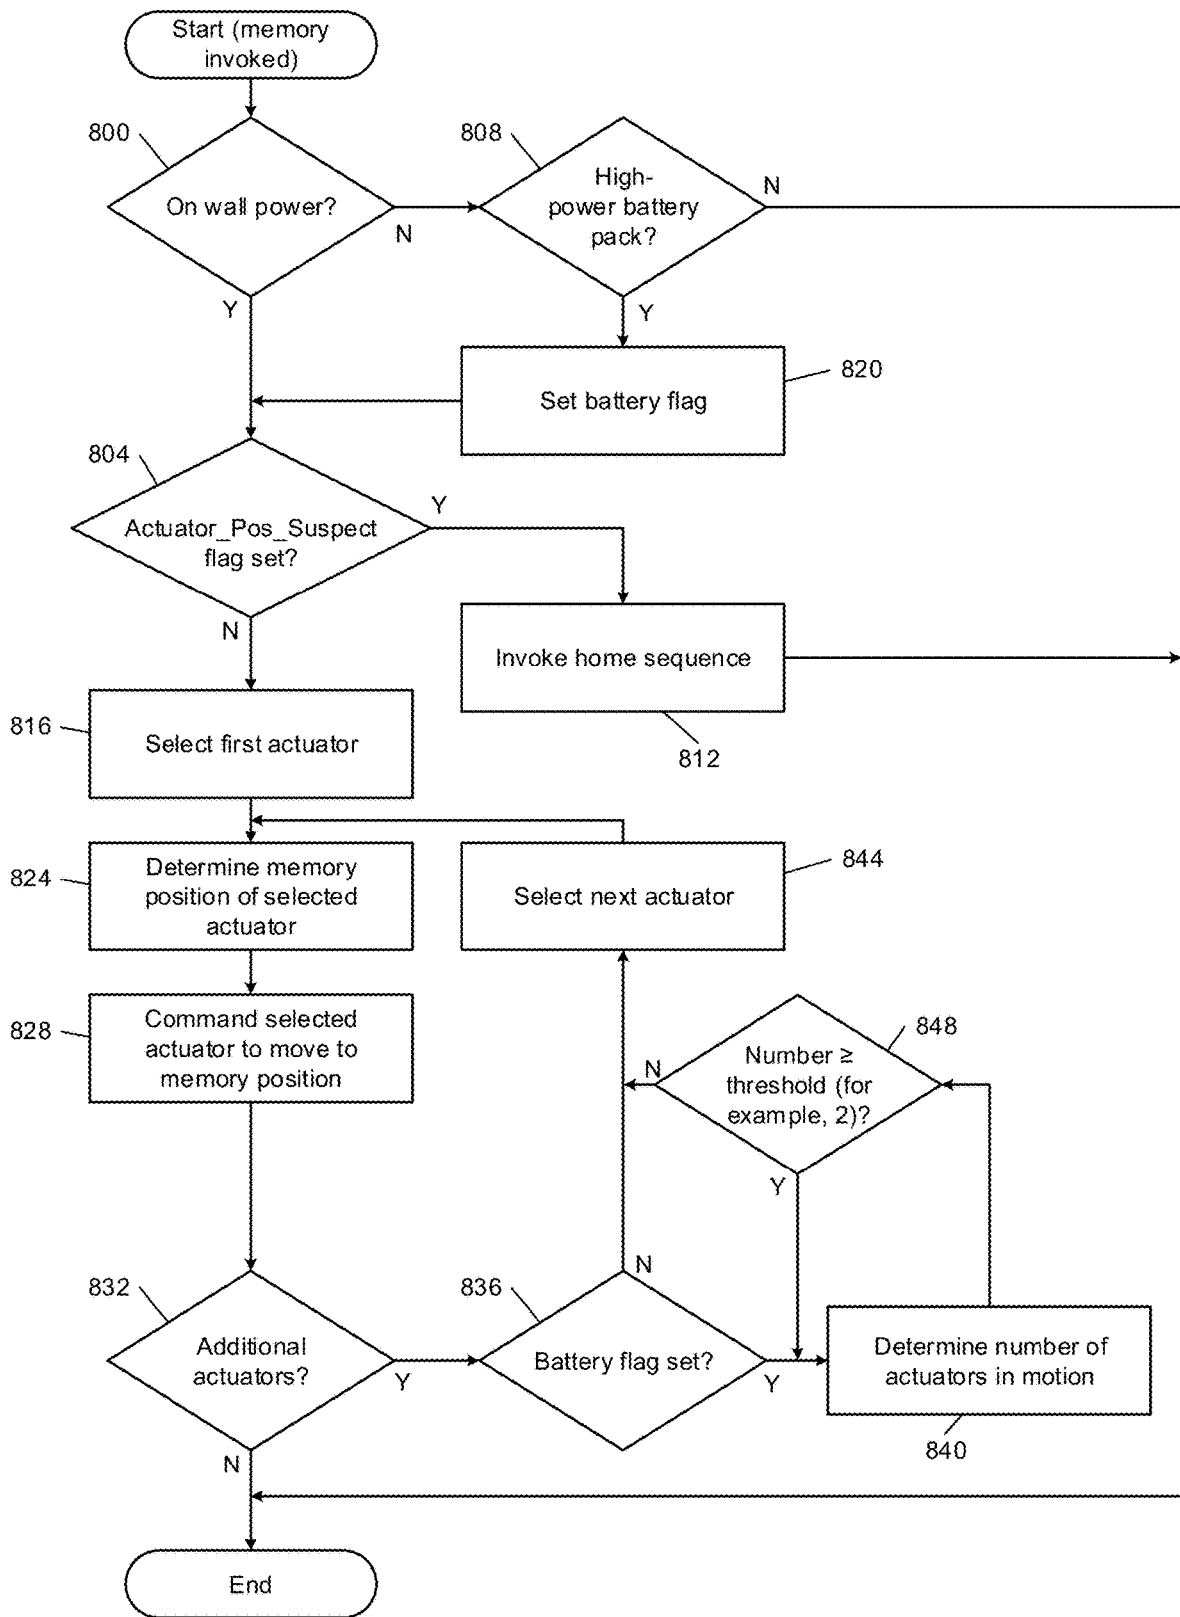 Start (memory
invoked)
800
On wall power?
N
Y
808
High-
power battery
pack?
N
Y
820
Set battery flag
804
Actuator_Pos_Suspect
flag set?
Y
N
Invoke home sequence
812
816
Select first actuator
824
Determine memory
position of selected
actuator
844
Select next actuator
828
Command selected
actuator to move to
memory position
848
Number ≥
threshold (for
example, 2)?
N
Y
832
Additional
actuators?
Y
N
836
Battery flag set?
N
Y
Determine number of
actuators in motion
840
End